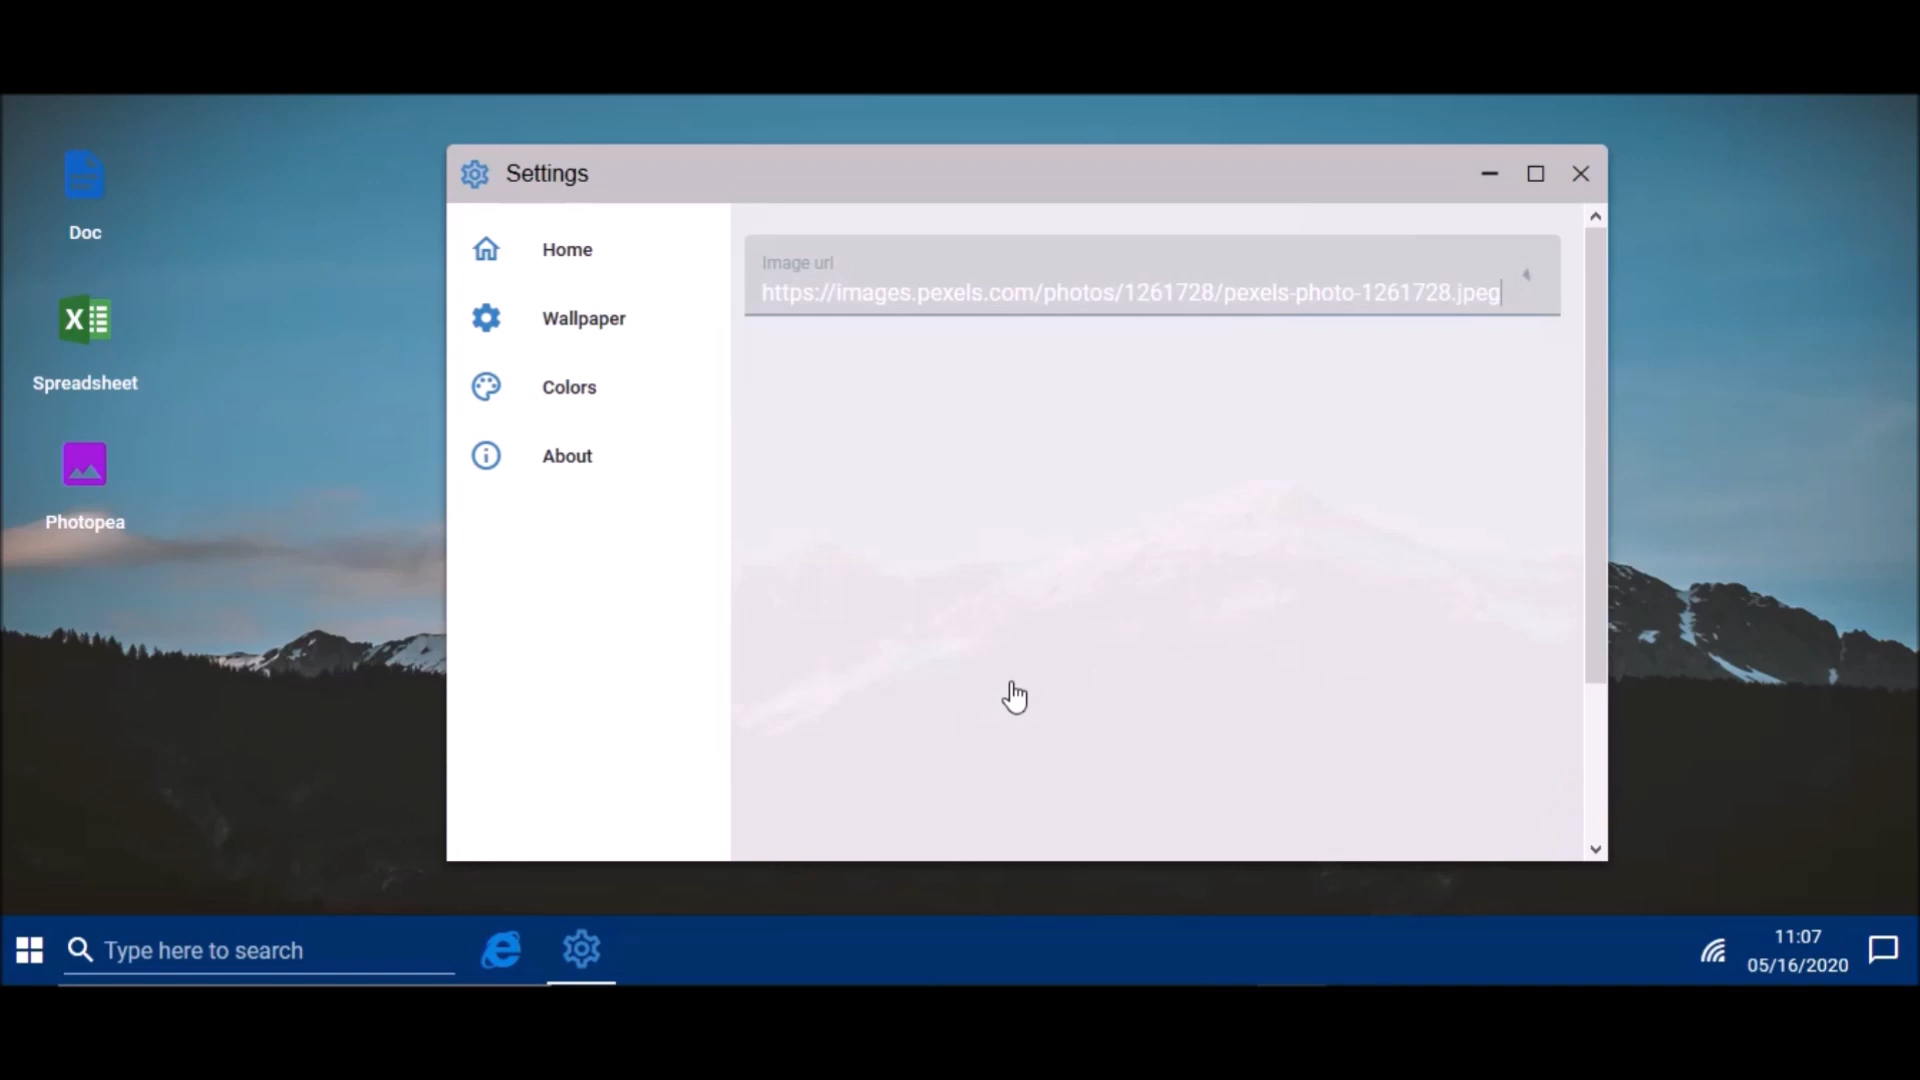 Settings
Home
Wallpaper
Colors
About
Image url
https://images.pexels.com/photos/1261728/pexels-photo-1261728.jpeg
Doc
X
Spreadsheet
Photopea
Type here to search
11:07
05/16/2020